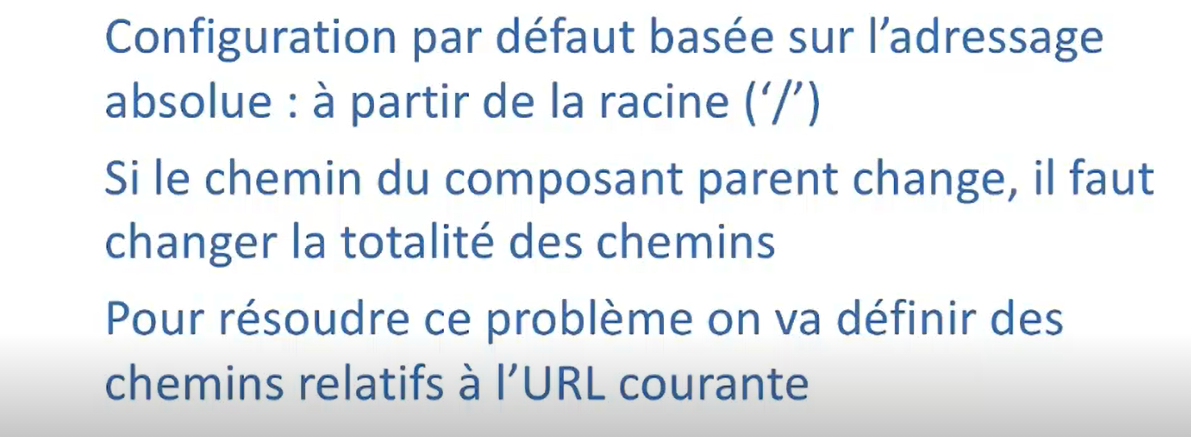 Configuration par défaut basée sur l’adressage
absolue : à partir de la racine (‘/’)
Si le chemin du composant parent change, il faut
changer la totalité des chemins
Pour résoudre ce problème on va définir des
chemins relatifs à l’URL courante